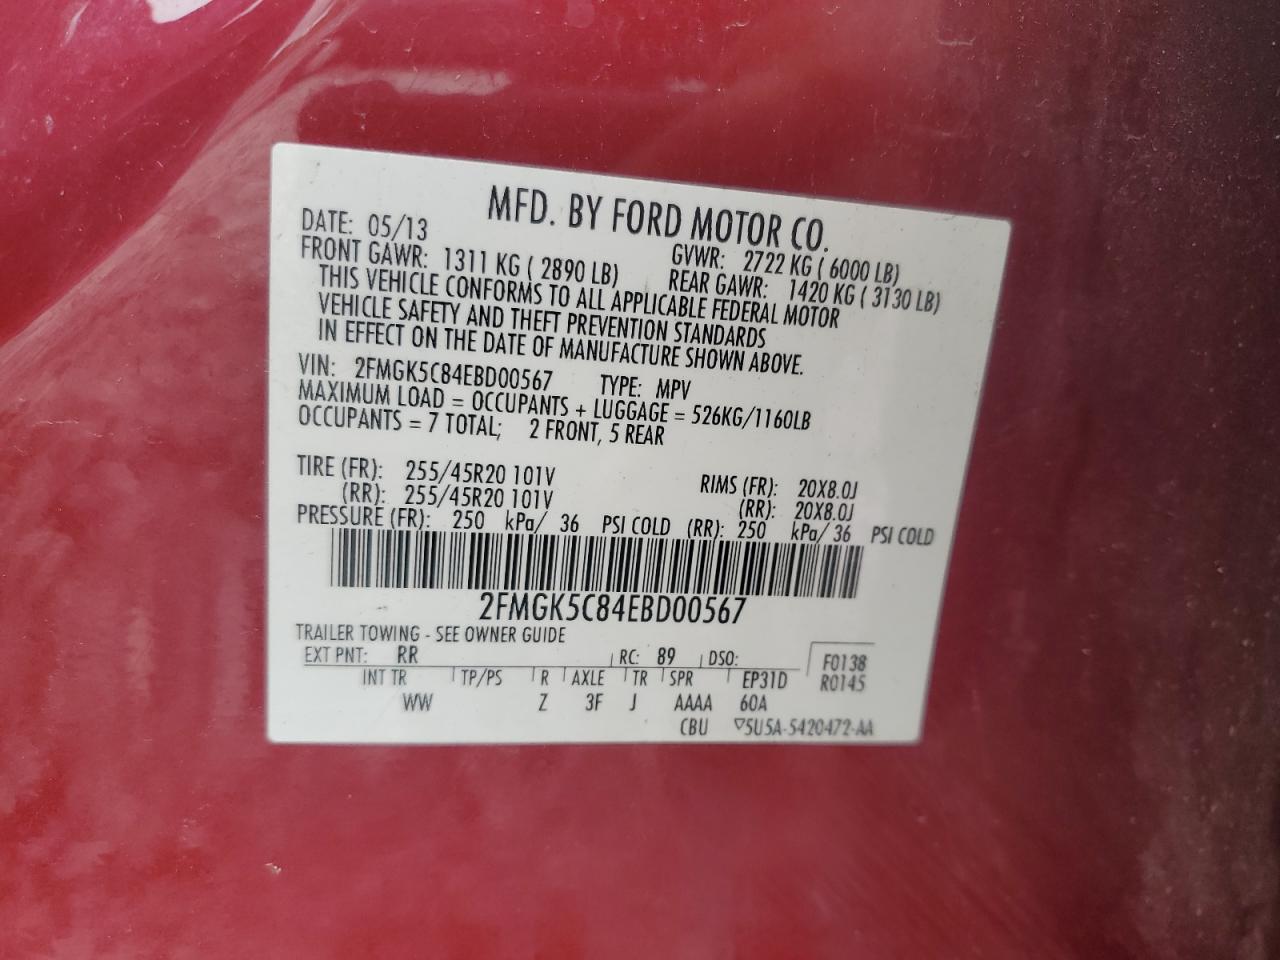 MFD. BY FORD MOTOR CO.
DATE: 05/13 GVWR: 2722 KG ( 6000 LB)
FRONT GAWR: 1311 KG ( 2890 LB) REAR GAWR: 1420 KG ( 3130 LB)
THIS VEHICLE CONFORMS TO ALL APPLICABLE FEDERAL MOTOR
VEHICLE SAFETY AND THEFT PREVENTION STANDARDS
IN EFFECT ON THE DATE OF MANUFACTURE SHOWN ABOVE.
VIN: 2FMGK5C84EBD00567 TYPE: MPV
MAXIMUM LOAD = OCCUPANTS + LUGGAGE = 526KG/1160LB
OCCUPANTS = 7 TOTAL; 2 FRONT, 5 REAR
TIRE (FR): 255/45R20 101V RIMS (FR): 20X8.0J
(RR): 255/45R20 101V (RR): 20X8.0J
PRESSURE (FR): 250 kPa/ 36 PSI COLD (RR): 250 kPa/ 36 PSI COLD
2FMGK5C84EBD00567
TRAILER TOWING - SEE OWNER GUIDE
EXT PNT: RR RC: 89 DSO: F0138
INT TR TP/PS R AXLE TR SPR EP31D R0145
WW Z 3F J AAAA 60A
CBU ▽5U5A-5420472-AA